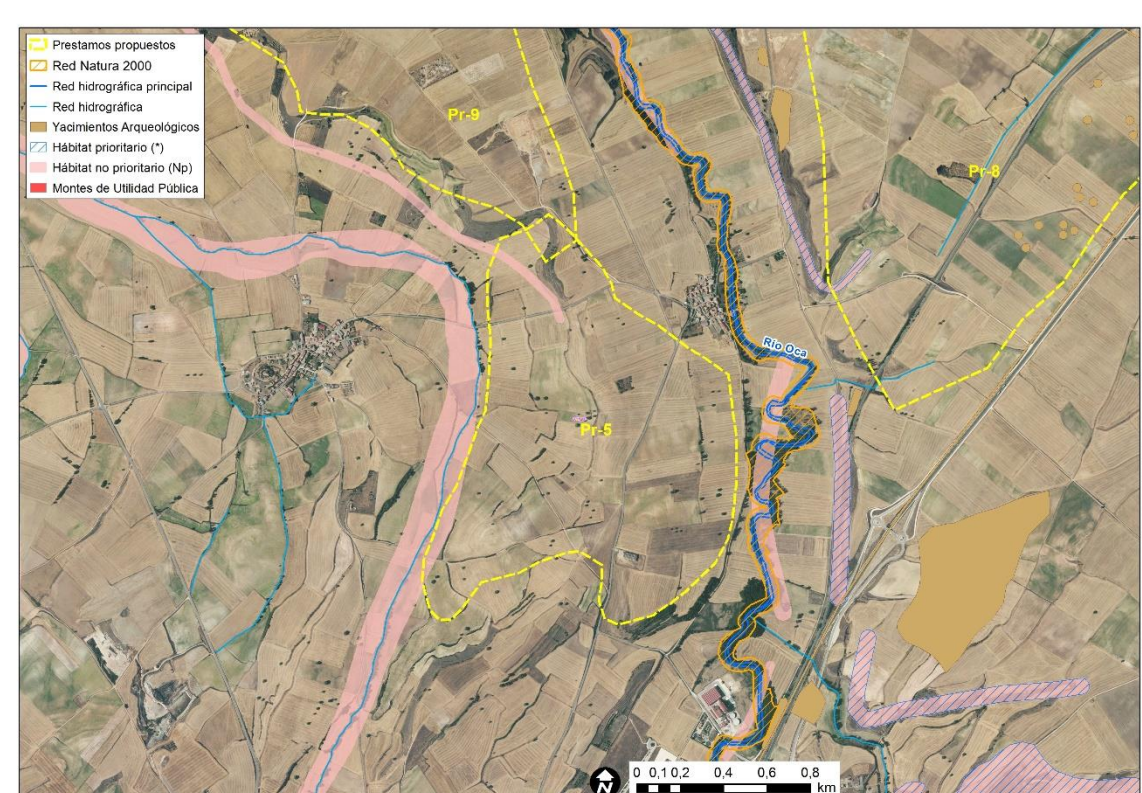 Prestamos propuestos
Red Natura 2000
Red hidrográfica principal
Red hidrográfica
Yacimientos Arqueológicos
Hábitat prioritario (*)
Hábitat no prioritario (Np)
Montes de Utilidad Pública
Pr-9
Pr-8
Río Oca
Pr-5
N
0 0,1 0,2 0,4 0,6 0,8
km